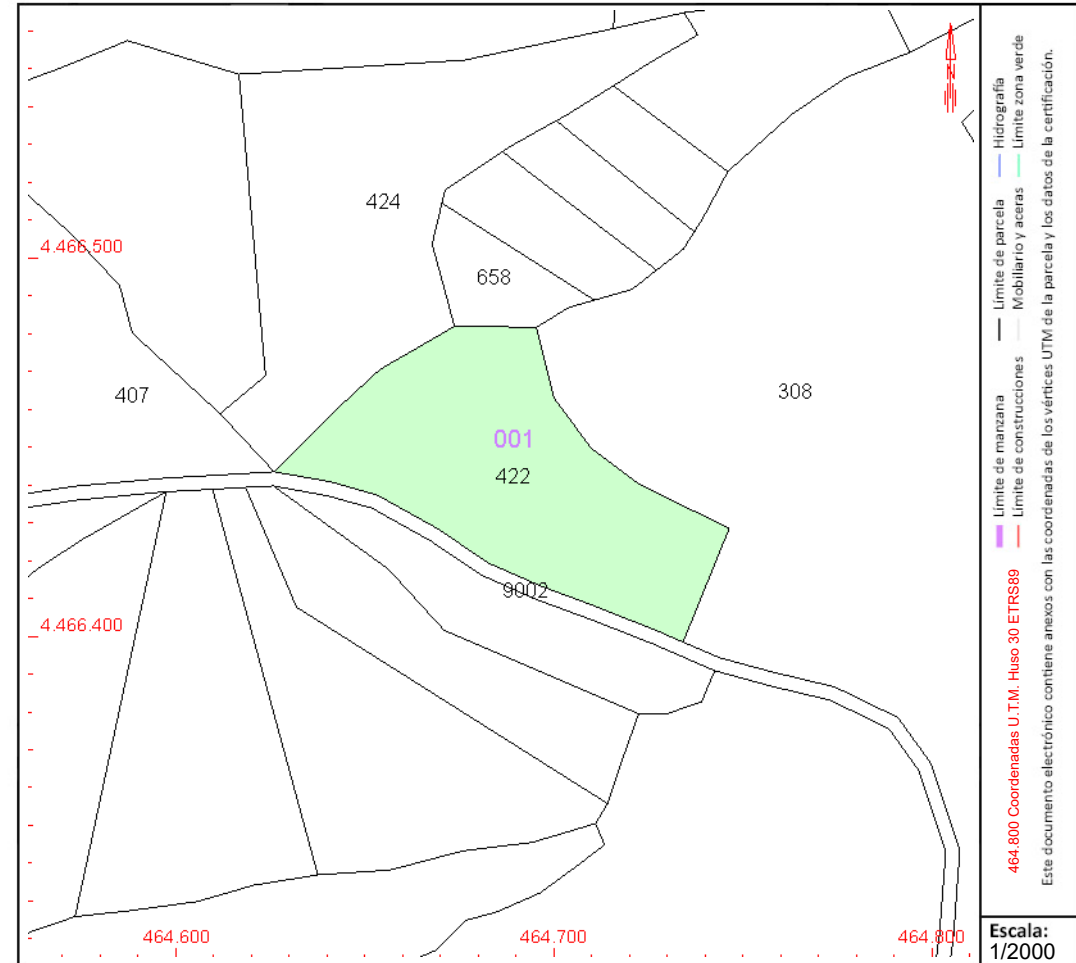 424
4.466.500
658
407
308
001
422
9002
4.466.400
464.600
464.700
464.800
N
Hidrografía
Límite zona verde
Límite de parcela
Mobiliario y aceras
Límite de manzana
Límite de construcciones
464.800 Coordenadas U.T.M. Huso 30 ETRS89
Este documento electrónico contiene anexos con las coordenadas de los vértices UTM de la parcela y los datos de la certificación.
Escala:
1/2000